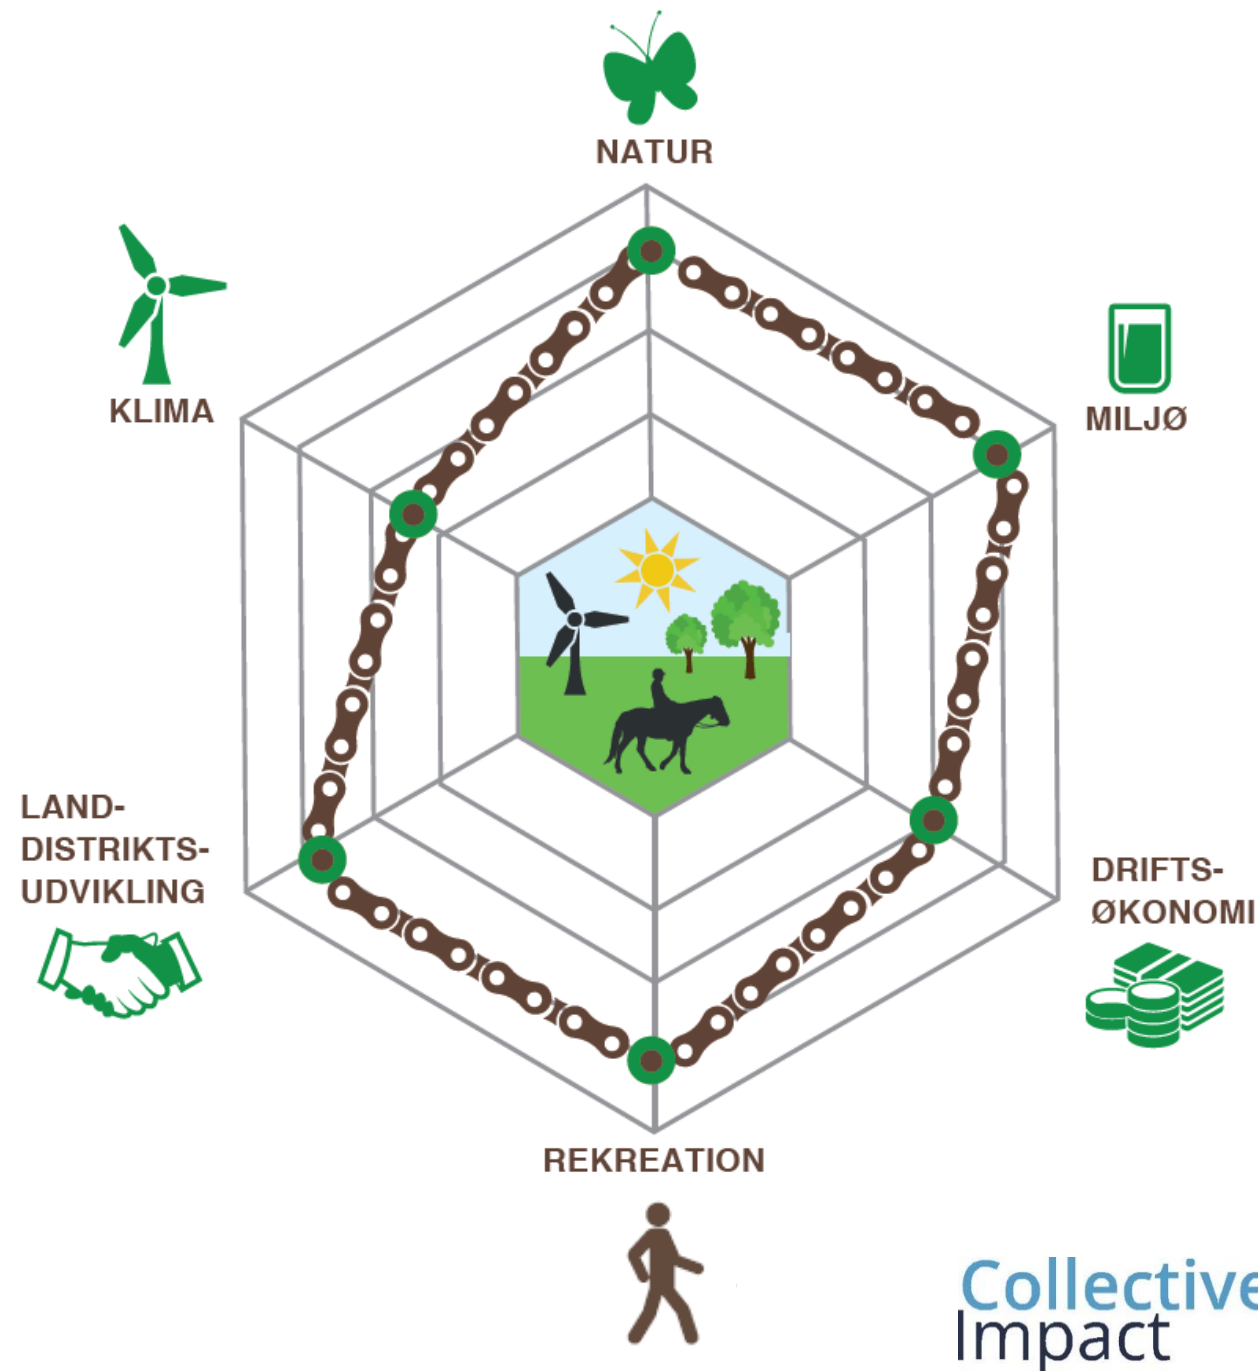 NATUR
KLIMA
MILJØ
LAND-
DISTRIKTS-
UDVIKLING
DRIFTS-
ØKONOMI
REKREATION
Collective
Impact